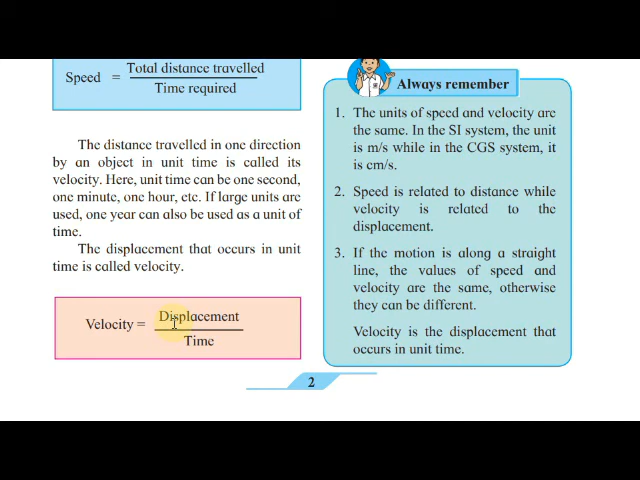 Speed = Total distance travelled
Time required
The distance travelled in one direction
by an object in unit time is called its
velocity. Here, unit time can be one second,
one minute, one hour, etc. If large units are
used, one year can also be used as a unit of
time.
The displacement that occurs in unit
time is called velocity.
Velocity = Displacement
Time
Always remember
1. The units of speed and velocity are
the same. In the SI system, the unit
is m/s while in the CGS system, it
is cm/s.
2. Speed is related to distance while
velocity is related to the
displacement.
3. If the motion is along a straight
line, the values of speed and
velocity are the same, otherwise
they can be different.
Velocity is the displacement that
occurs in unit time.
2